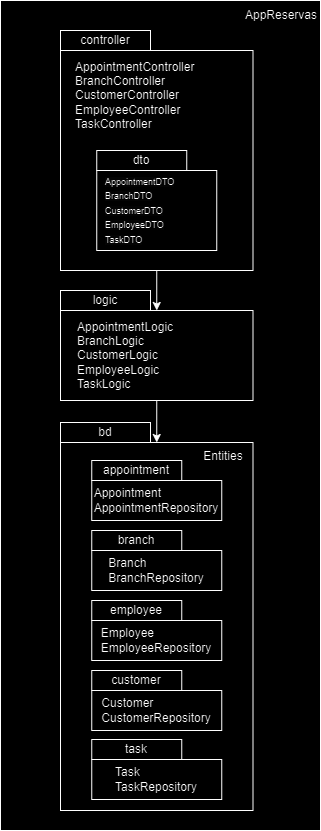 AppReservas
controller
AppointmentController
BranchController
CustomerController
EmployeeController
TaskController
dto
AppointmentDTO
BranchDTO
CustomerDTO
EmployeeDTO
TaskDTO
logic
AppointmentLogic
BranchLogic
CustomerLogic
EmployeeLogic
TaskLogic
bd
Entities
appointment
Appointment
AppointmentRepository
branch
Branch
BranchRepository
employee
Employee
EmployeeRepository
customer
Customer
CustomerRepository
task
Task
TaskRepository